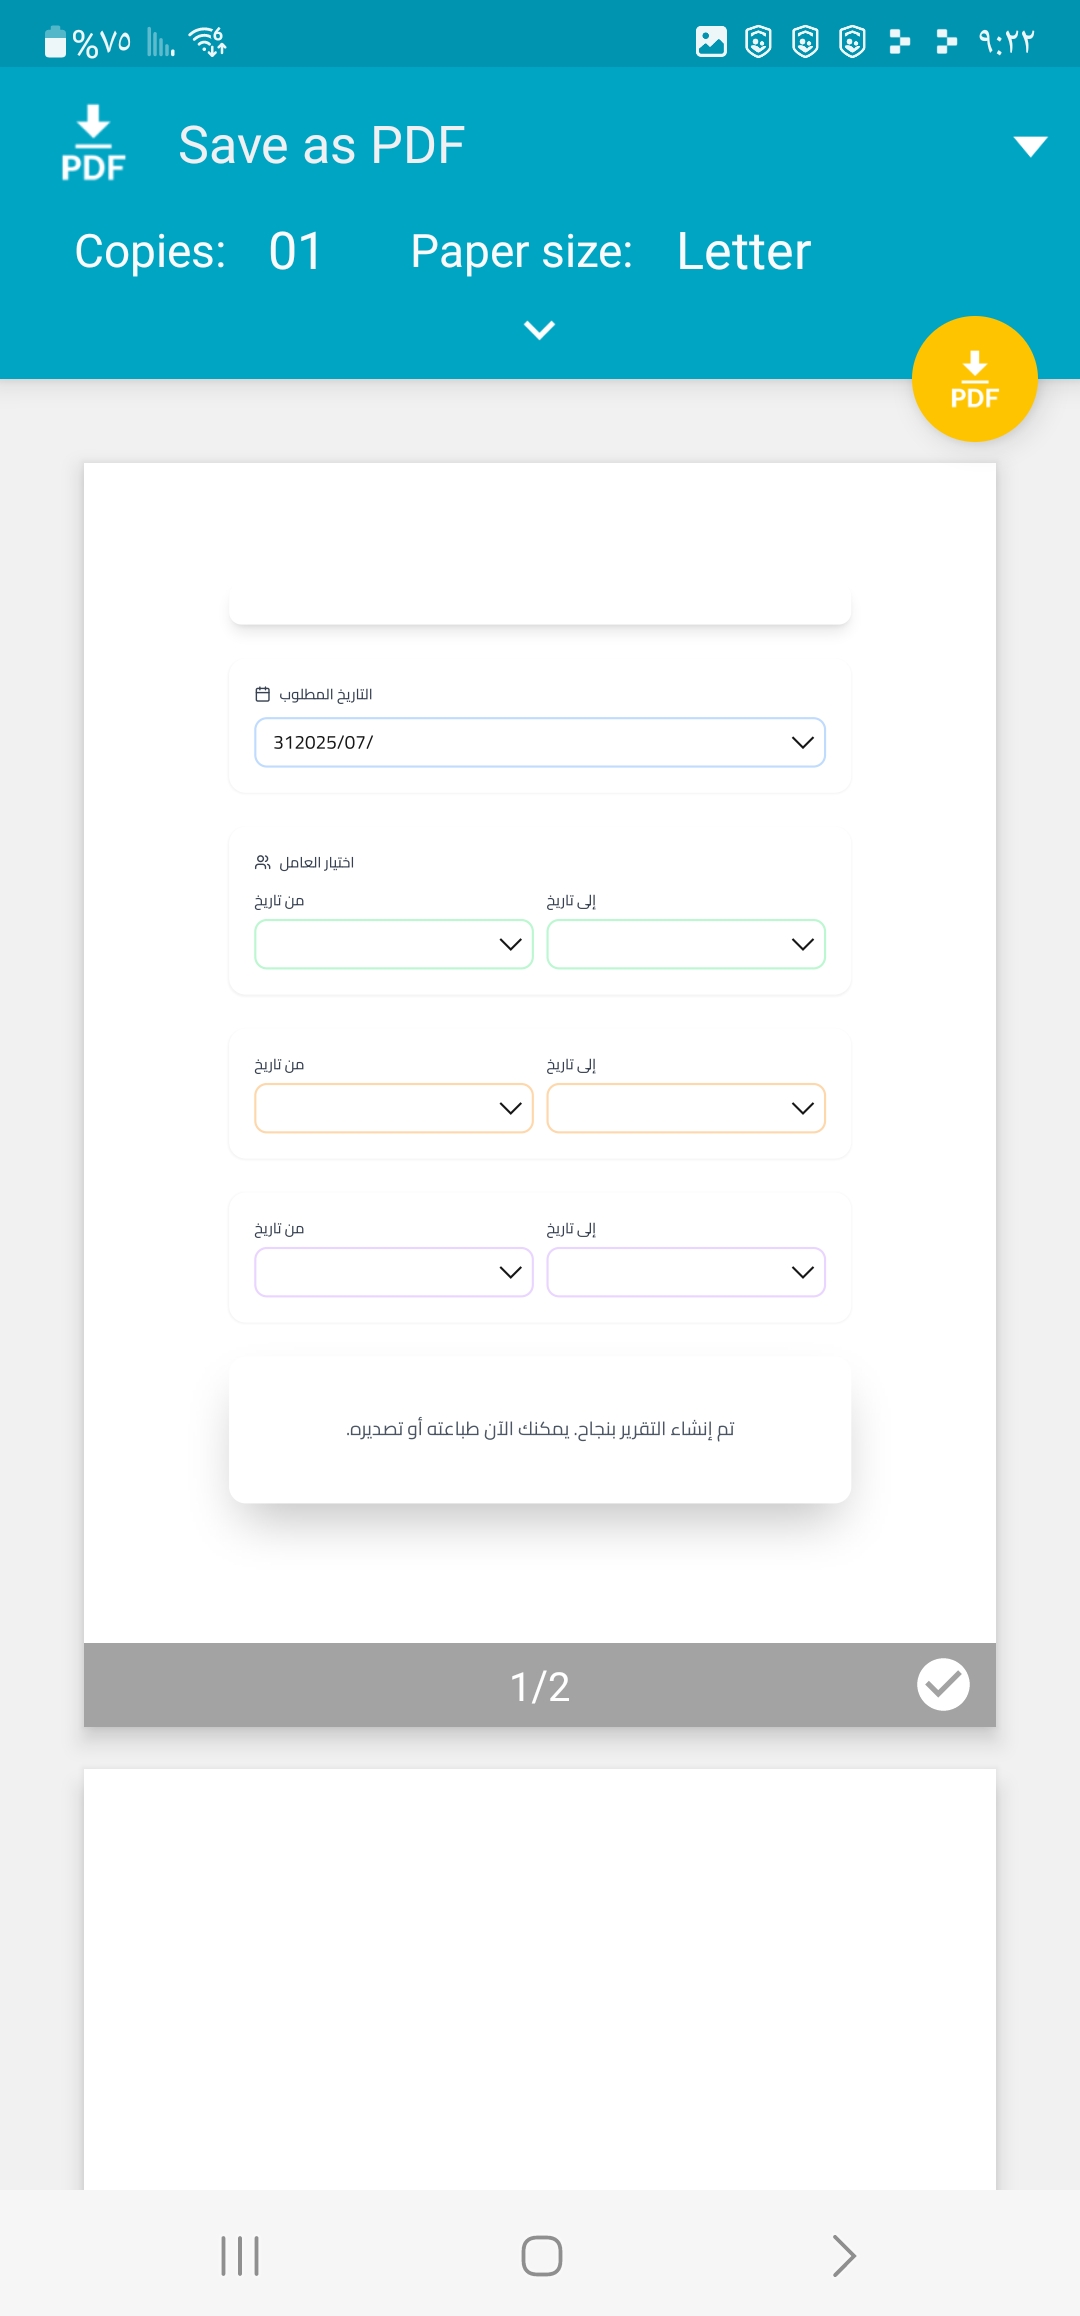 %٧٥ ٩:٢٢
PDF Save as PDF
Copies: 01 Paper size: Letter
PDF
التاريخ المطلوب
312025/07/
اختيار العامل
من تاريخ إلى تاريخ
من تاريخ إلى تاريخ
من تاريخ إلى تاريخ
تم إنشاء التقرير بنجاح. يمكنك الآن طباعته أو تصديره.
1/2